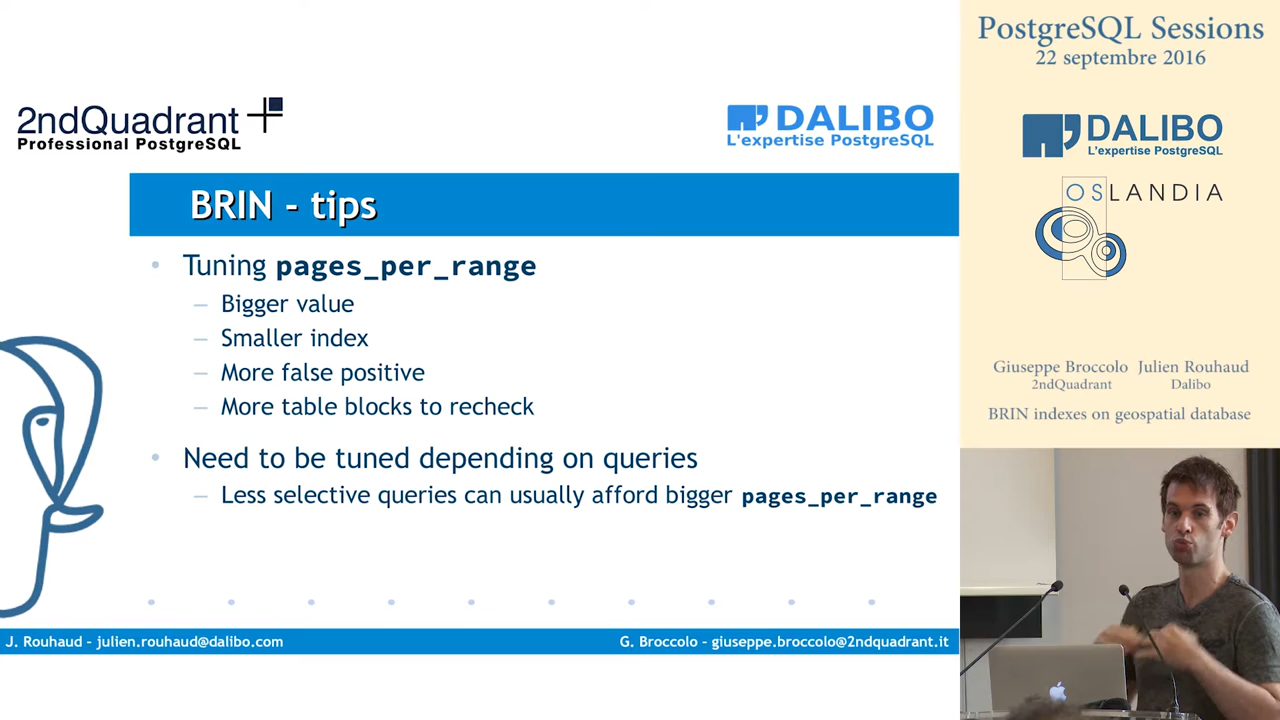 2ndQuadrant
Professional PostgreSQL
DALIBO
L'expertise PostgreSQL
BRIN - tips
• Tuning pages_per_range
– Bigger value
– Smaller index
– More false positive
– More table blocks to recheck
• Need to be tuned depending on queries
– Less selective queries can usually afford bigger pages_per_range
J. Rouhaud - julien.rouhaud@dalibo.com
G. Broccolo - giuseppe.broccolo@2ndquadrant.it
PostgreSQL Sessions
22 septembre 2016
DALIBO
L'expertise PostgreSQL
OSLANDIA
Giuseppe Broccolo Julien Rouhaud
2ndQuadrant Dalibo
BRIN indexes on geospatial database